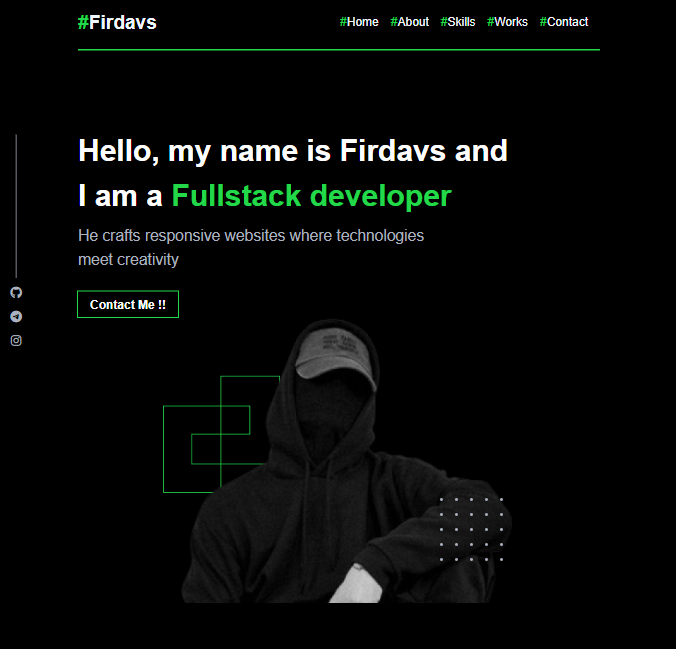 #Firdavs
#Home #About #Skills #Works #Contact
Hello, my name is Firdavs and
I am a Fullstack developer
He crafts responsive websites where technologies
meet creativity
Contact Me !!